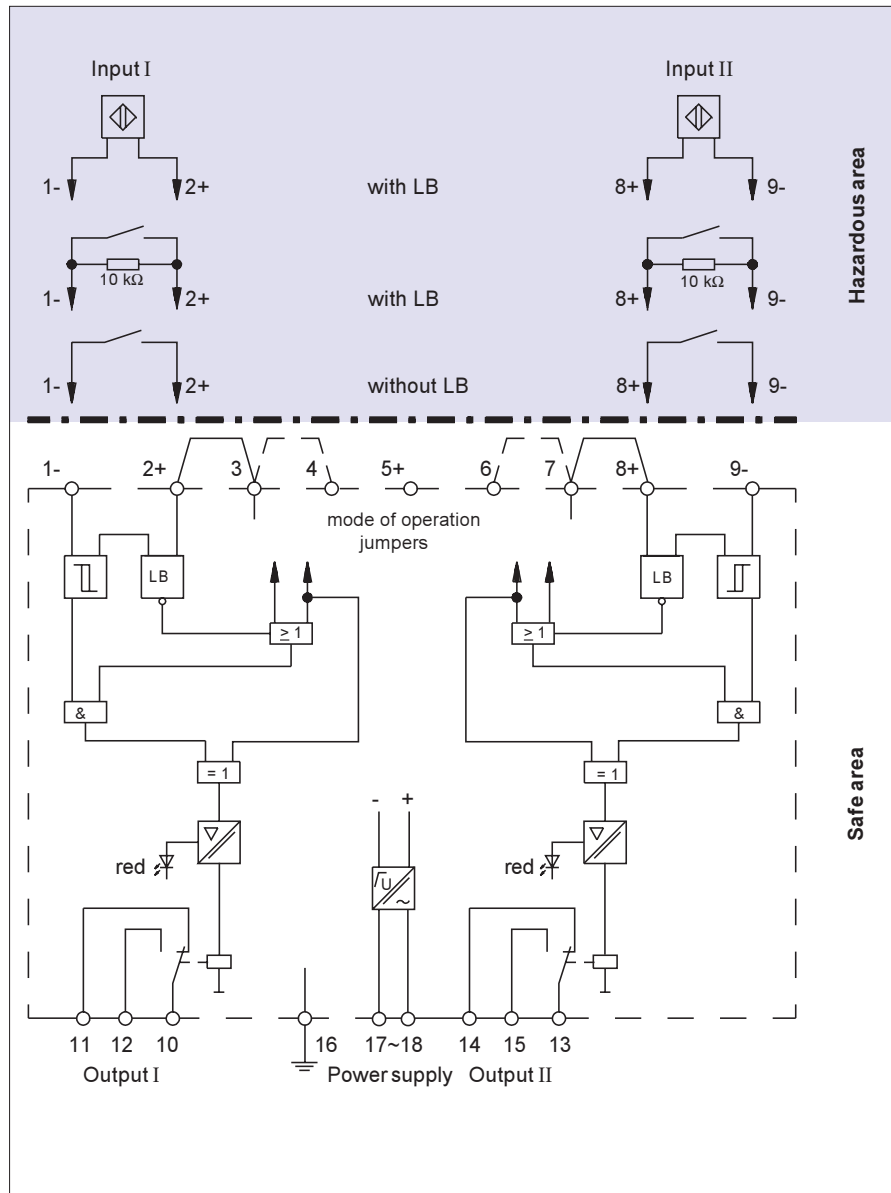 Input I Input II
1- 2+ with LB 8+ 9-
10 kΩ 10 kΩ
1- 2+ with LB 8+ 9-
1- 2+ without LB 8+ 9-
Hazardous area
1- 2+ 3 4 5+ 6 7 8+ 9-
mode of operation
jumpers
LB LB
≥ 1 ≥ 1
& &
= 1 = 1
- +
red red
U
~
Safe area
11 12 10 16 17~18 14 15 13
Output I Power supply Output II